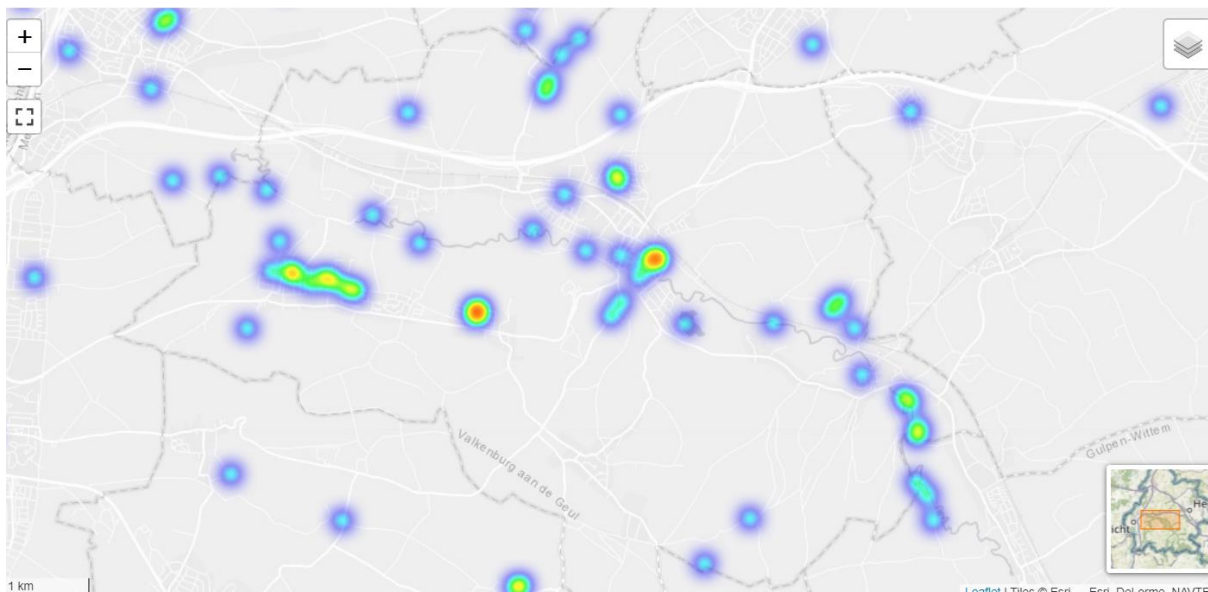 +
−
Valkenburg aan de Geul
Gulpen-Wittem
1 km
Leaflet | Tiles © Esri — Esri, DeLorme, NAVTE